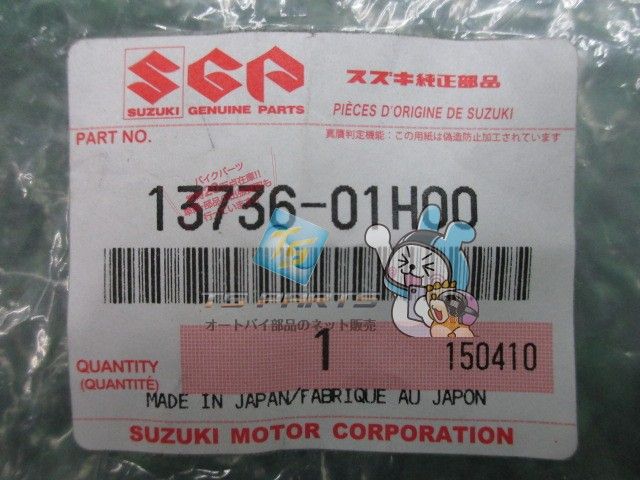 SGP
スズキ純正部品
SUZUKI GENUINE PARTS
PIÈCES D'ORIGINE DE SUZUKI
PART NO.
真贋判定機能:この用紙は偽造防止加工されています
バイクパーツ
13736-01H00
TS PARTS
オートバイ部品のネット販売
QUANTITY
(QUANTITÉ)
1
150410
MADE IN JAPAN/FABRIQUE AU JAPON
SUZUKI MOTOR CORPORATION